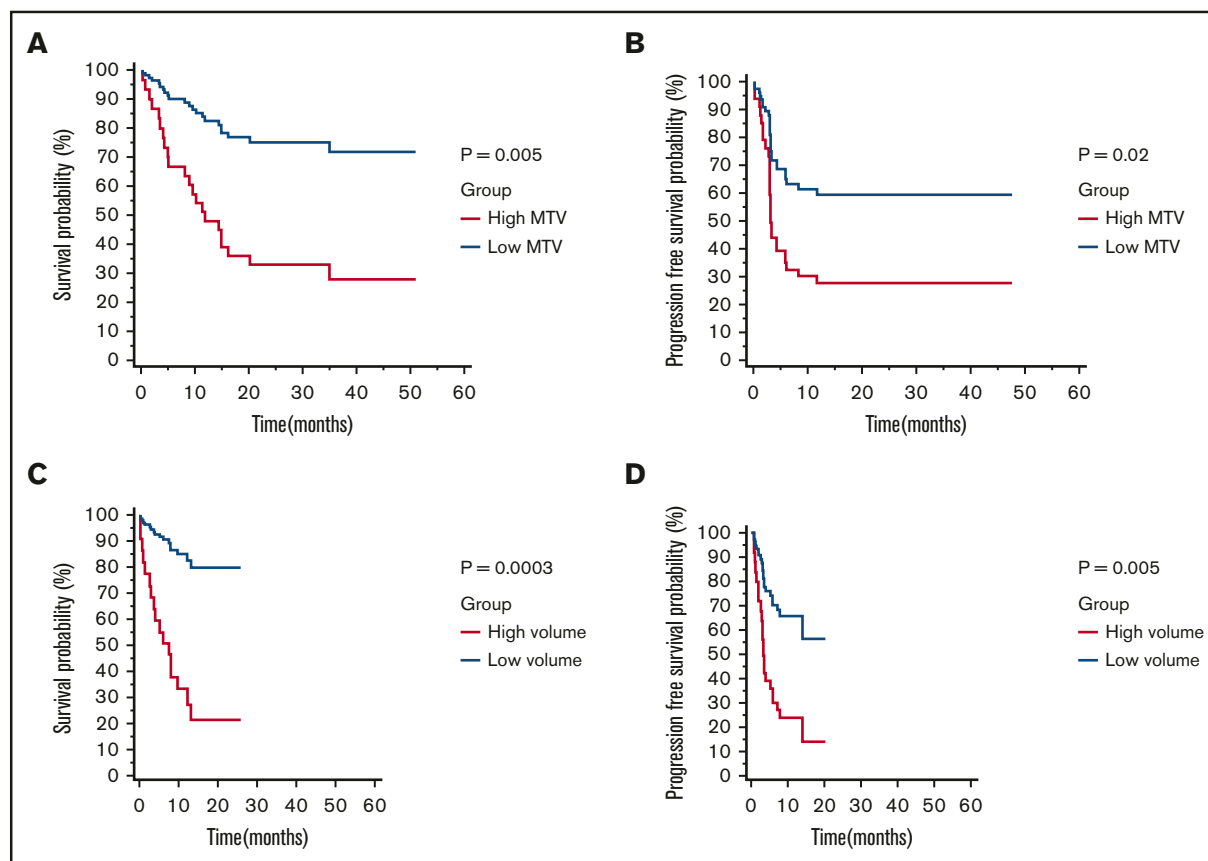 A
Survival probability (%)
100
90
80
70
60
50
40
30
20
10
0
0 10 20 30 40 50 60
Time(months)
P = 0.005
Group
High MTV
Low MTV
B
Progression free survival probability (%)
100
90
80
70
60
50
40
30
20
10
0
0 10 20 30 40 50 60
Time(months)
P = 0.02
Group
High MTV
Low MTV
C
Survival probability (%)
100
90
80
70
60
50
40
30
20
10
0
0 10 20 30 40 50 60
Time(months)
P = 0.0003
Group
High volume
Low volume
D
Progression free survival probability (%)
100
90
80
70
60
50
40
30
20
10
0
0 10 20 30 40 50 60
Time(months)
P = 0.005
Group
High volume
Low volume